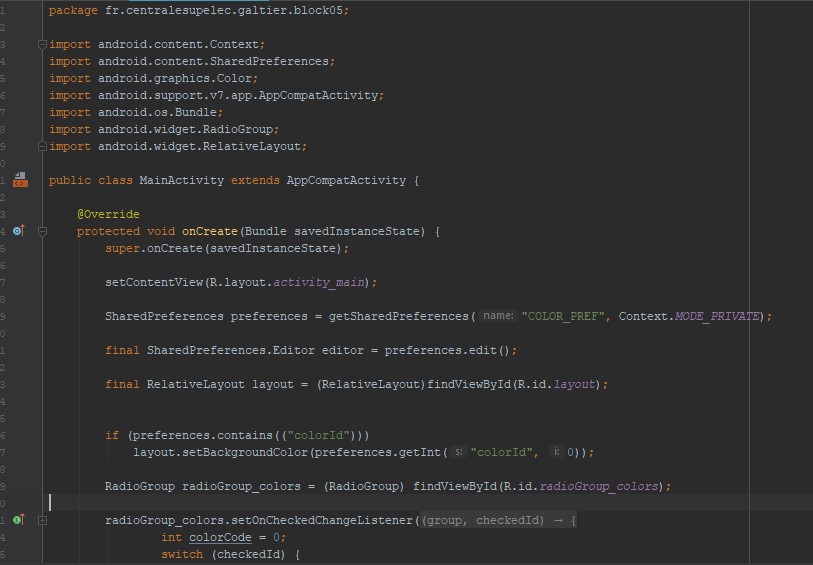 1 package fr.centralesupelec.galtier.block05;
2
3 import android.content.Context;
4 import android.content.SharedPreferences;
5 import android.graphics.Color;
6 import android.support.v7.app.AppCompatActivity;
7 import android.os.Bundle;
8 import android.widget.RadioGroup;
9 import android.widget.RelativeLayout;
0
1 public class MainActivity extends AppCompatActivity {
2
3 @Override
4 protected void onCreate(Bundle savedInstanceState) {
5 super.onCreate(savedInstanceState);
6
7 setContentView(R.layout.activity_main);
8
9 SharedPreferences preferences = getSharedPreferences( name: "COLOR_PREF", Context.MODE_PRIVATE);
0
1 final SharedPreferences.Editor editor = preferences.edit();
2
3 final RelativeLayout layout = (RelativeLayout)findViewById(R.id.layout);
4
5
6 if (preferences.contains(("colorId")))
7 layout.setBackgroundColor(preferences.getInt( s: "colorId", i: 0));
8
9 RadioGroup radioGroup_colors = (RadioGroup) findViewById(R.id.radioGroup_colors);
0
1 radioGroup_colors.setOnCheckedChangeListener((group, checkedId) → {
4 int colorCode = 0;
5 switch (checkedId) {